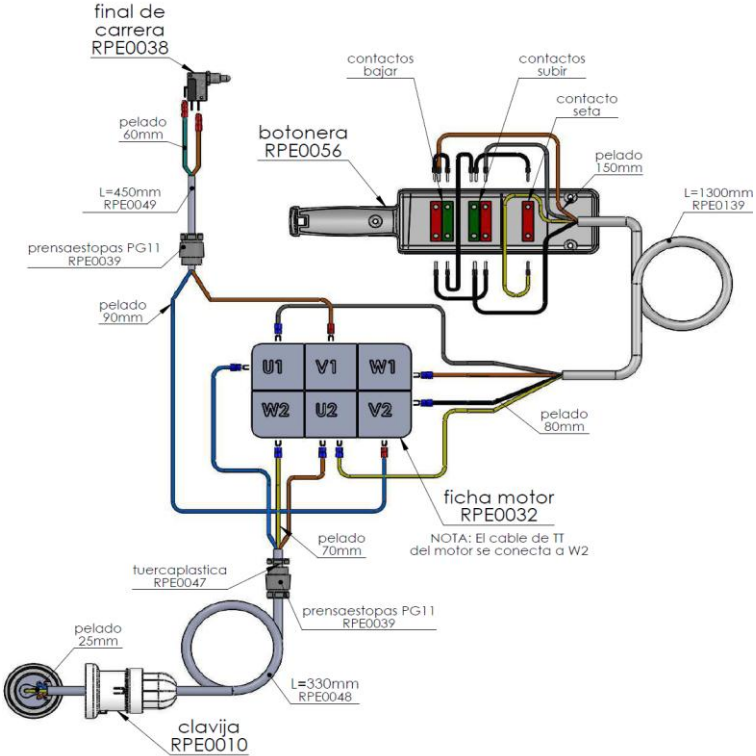 final de
carrera
RPE0038
contactos
bajar
contactos
subir
contacto
seta
botonera
RPE0056
pelado
60mm
pelado
150mm
L=450mm
RPE0049
L=1300mm
RPE0139
prensaestopas PG11
RPE0039
pelado
90mm
U1
V1
W1
W2
U2
V2
pelado
80mm
ficha motor
RPE0032
NOTA: El cable de TT
del motor se conecta a W2
pelado
70mm
tuercaplastica
RPE0047
prensaestopas PG11
RPE0039
pelado
25mm
L=330mm
RPE0048
clavija
RPE0010